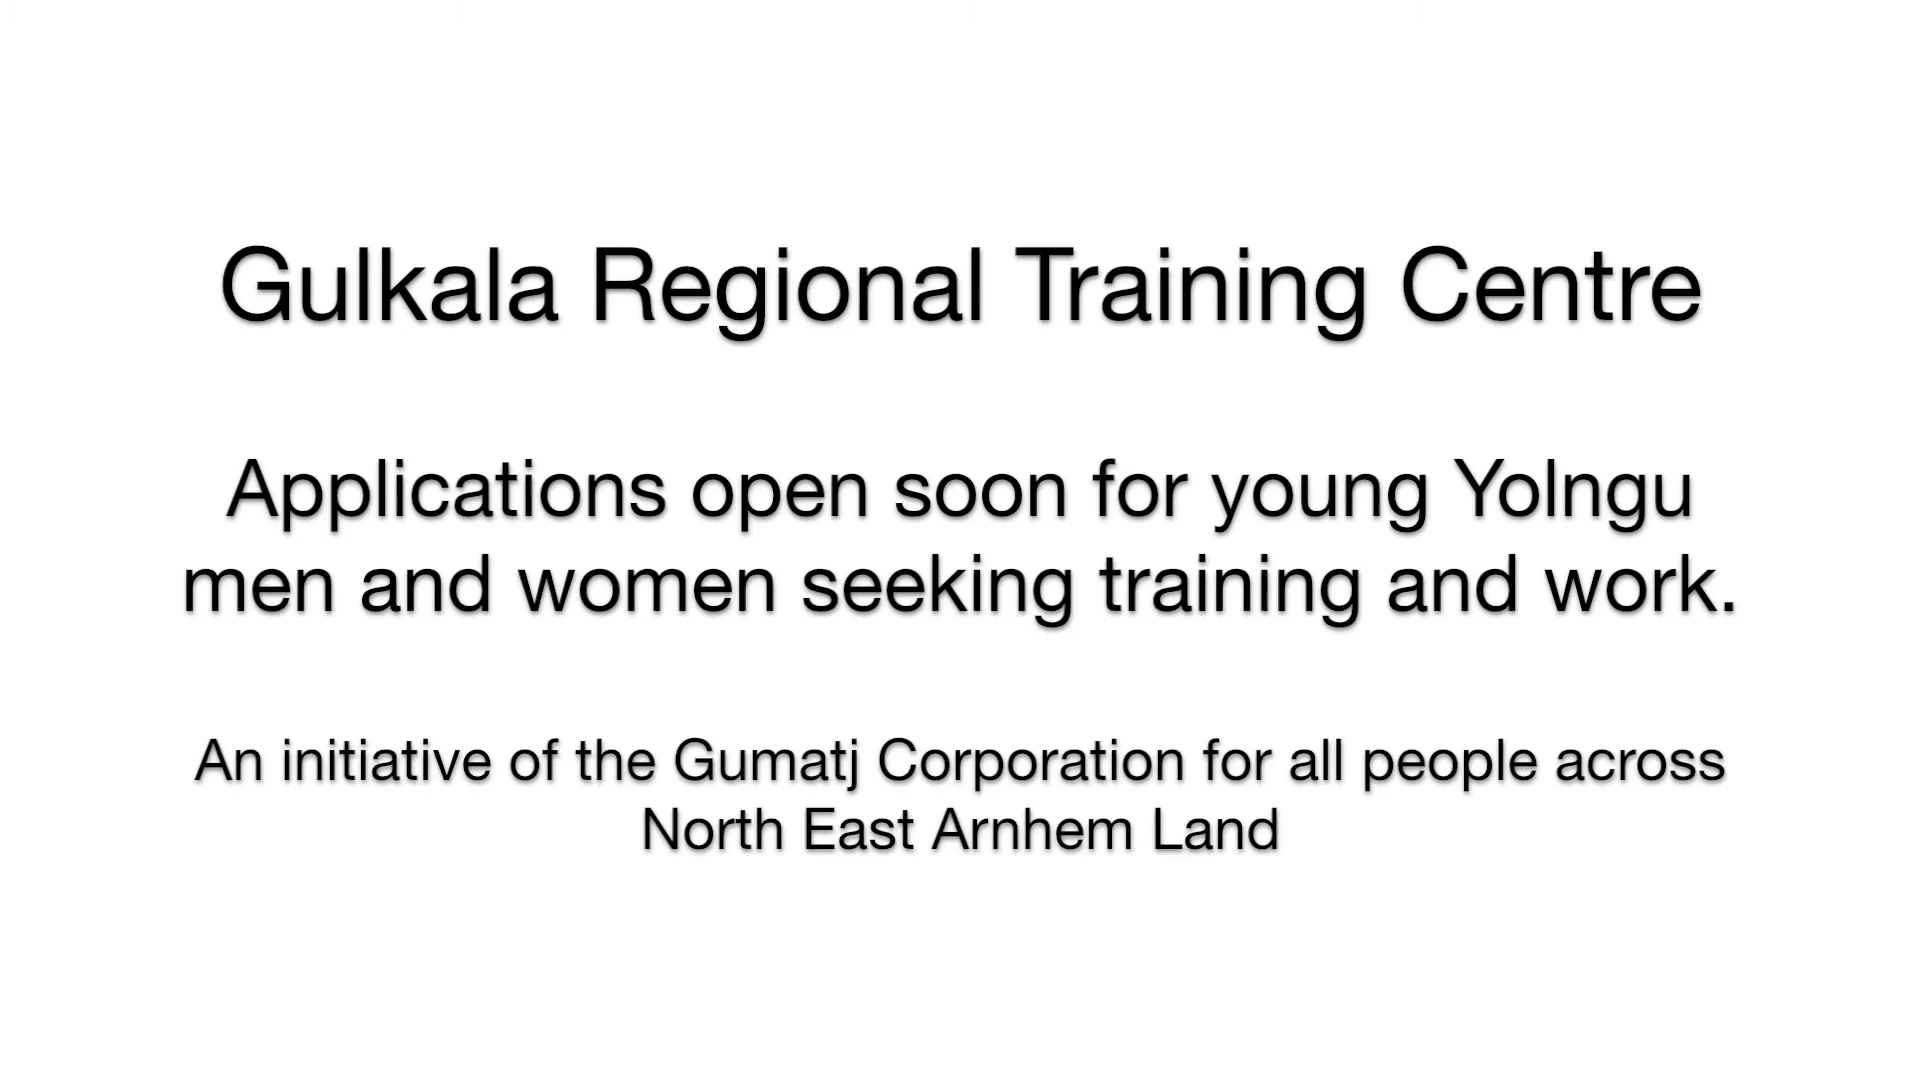 Gulkala Regional Training Centre
Applications open soon for young Yolngu
men and women seeking training and work.
An initiative of the Gumatj Corporation for all people across
North East Arnhem Land